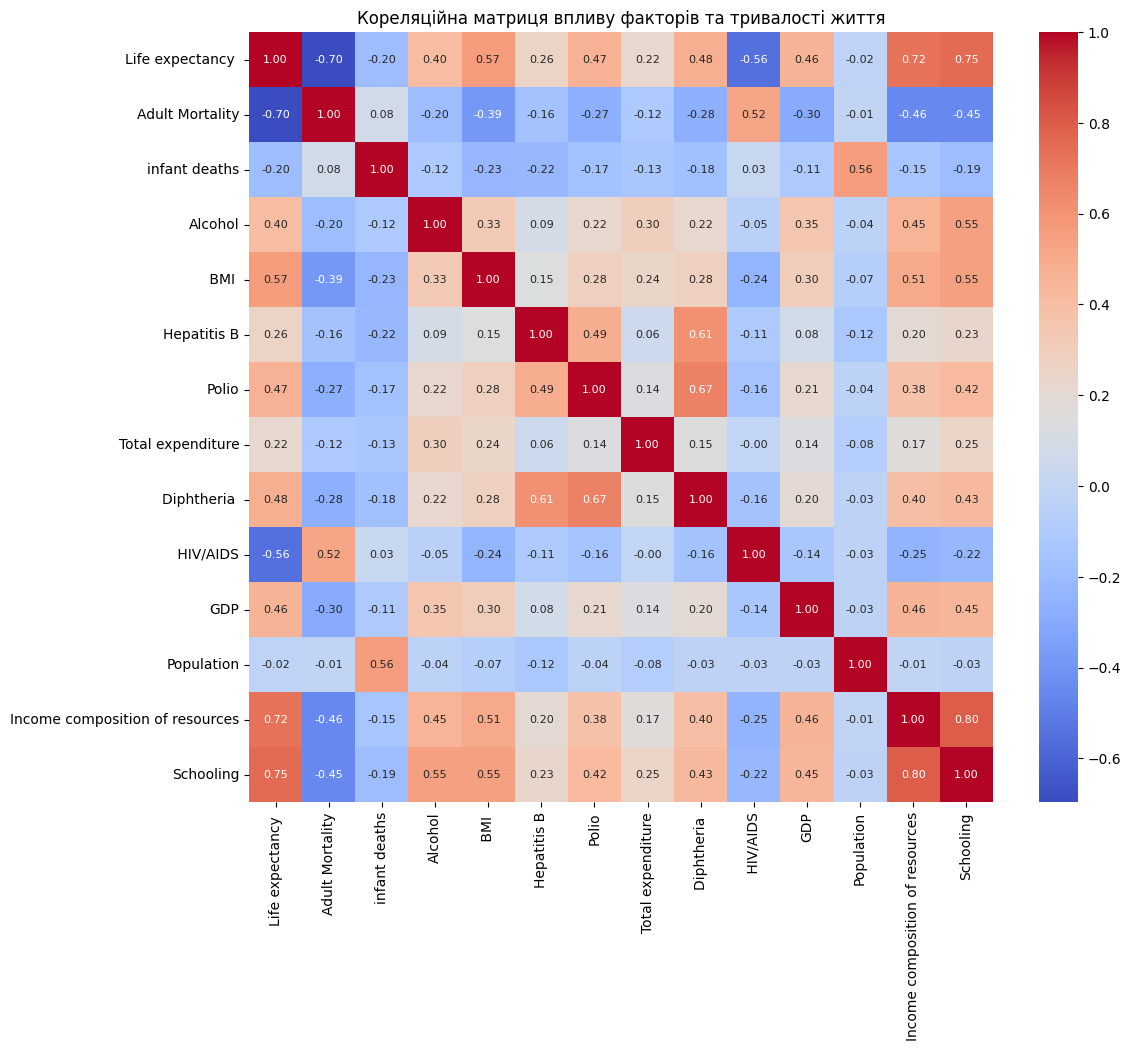 Кореляційна матриця впливу факторів та тривалості життя
Life expectancy 1.00 -0.70 -0.20 0.40 0.57 0.26 0.47 0.22 0.48 -0.56 0.46 -0.02 0.72 0.75
Adult Mortality -0.70 1.00 0.08 -0.20 -0.39 -0.16 -0.27 -0.12 -0.28 0.52 -0.30 -0.01 -0.46 -0.45
infant deaths -0.20 0.08 1.00 -0.12 -0.23 -0.22 -0.17 -0.13 -0.18 0.03 -0.11 0.56 -0.15 -0.19
Alcohol 0.40 -0.20 -0.12 1.00 0.33 0.09 0.22 0.30 0.22 -0.05 0.35 -0.04 0.45 0.55
BMI 0.57 -0.39 -0.23 0.33 1.00 0.15 0.28 0.24 0.28 -0.24 0.30 -0.07 0.51 0.55
Hepatitis B 0.26 -0.16 -0.22 0.09 0.15 1.00 0.49 0.06 0.61 -0.11 0.08 -0.12 0.20 0.23
Polio 0.47 -0.27 -0.17 0.22 0.28 0.49 1.00 0.14 0.67 -0.16 0.21 -0.04 0.38 0.42
Total expenditure 0.22 -0.12 -0.13 0.30 0.24 0.06 0.14 1.00 0.15 -0.00 0.14 -0.08 0.17 0.25
Diphtheria 0.48 -0.28 -0.18 0.22 0.28 0.61 0.67 0.15 1.00 -0.16 0.20 -0.03 0.40 0.43
HIV/AIDS -0.56 0.52 0.03 -0.05 -0.24 -0.11 -0.16 -0.00 -0.16 1.00 -0.14 -0.03 -0.25 -0.22
GDP 0.46 -0.30 -0.11 0.35 0.30 0.08 0.21 0.14 0.20 -0.14 1.00 -0.03 0.46 0.45
Population -0.02 -0.01 0.56 -0.04 -0.07 -0.12 -0.04 -0.08 -0.03 -0.03 -0.03 1.00 -0.01 -0.03
Income composition of resources 0.72 -0.46 -0.15 0.45 0.51 0.20 0.38 0.17 0.40 -0.25 0.46 -0.01 1.00 0.80
Schooling 0.75 -0.45 -0.19 0.55 0.55 0.23 0.42 0.25 0.43 -0.22 0.45 -0.03 0.80 1.00
Life expectancy
Adult Mortality
infant deaths
Alcohol
BMI
Hepatitis B
Polio
Total expenditure
Diphtheria
HIV/AIDS
GDP
Population
Income composition of resources
Schooling
1.0
0.8
0.6
0.4
0.2
0.0
−0.2
−0.4
−0.6